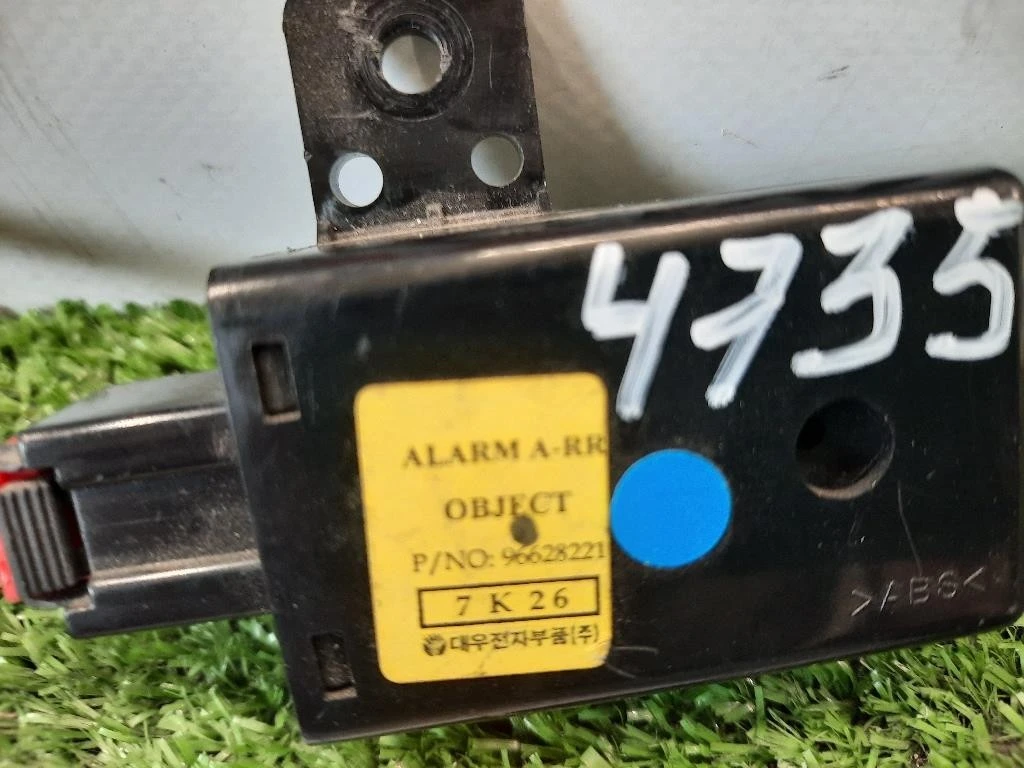 4735
ALARM A-RR
OBJECT
P/NO: 96628221
7 K 26
대우전자부품(주)
>ABS<